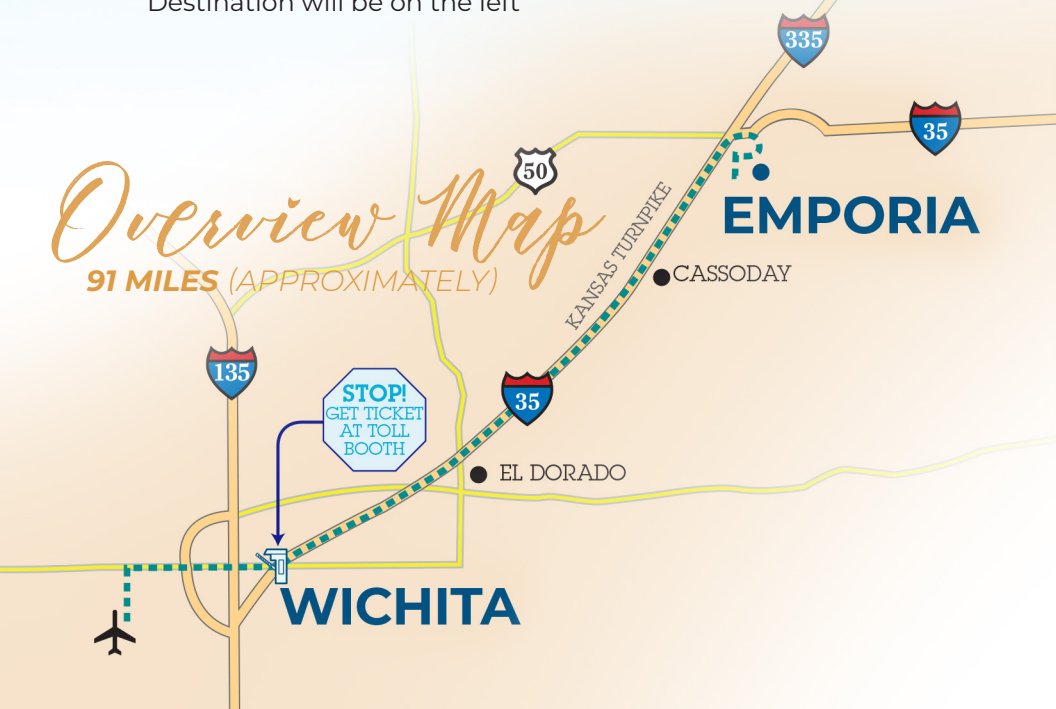 Destination will be on the left
335
35
50
Overview Map
EMPORIA
91 MILES (APPROXIMATELY)
KANSAS TURNPIKE
CASSODAY
135
35
STOP!
GET TICKET
AT TOLL
BOOTH
EL DORADO
WICHITA